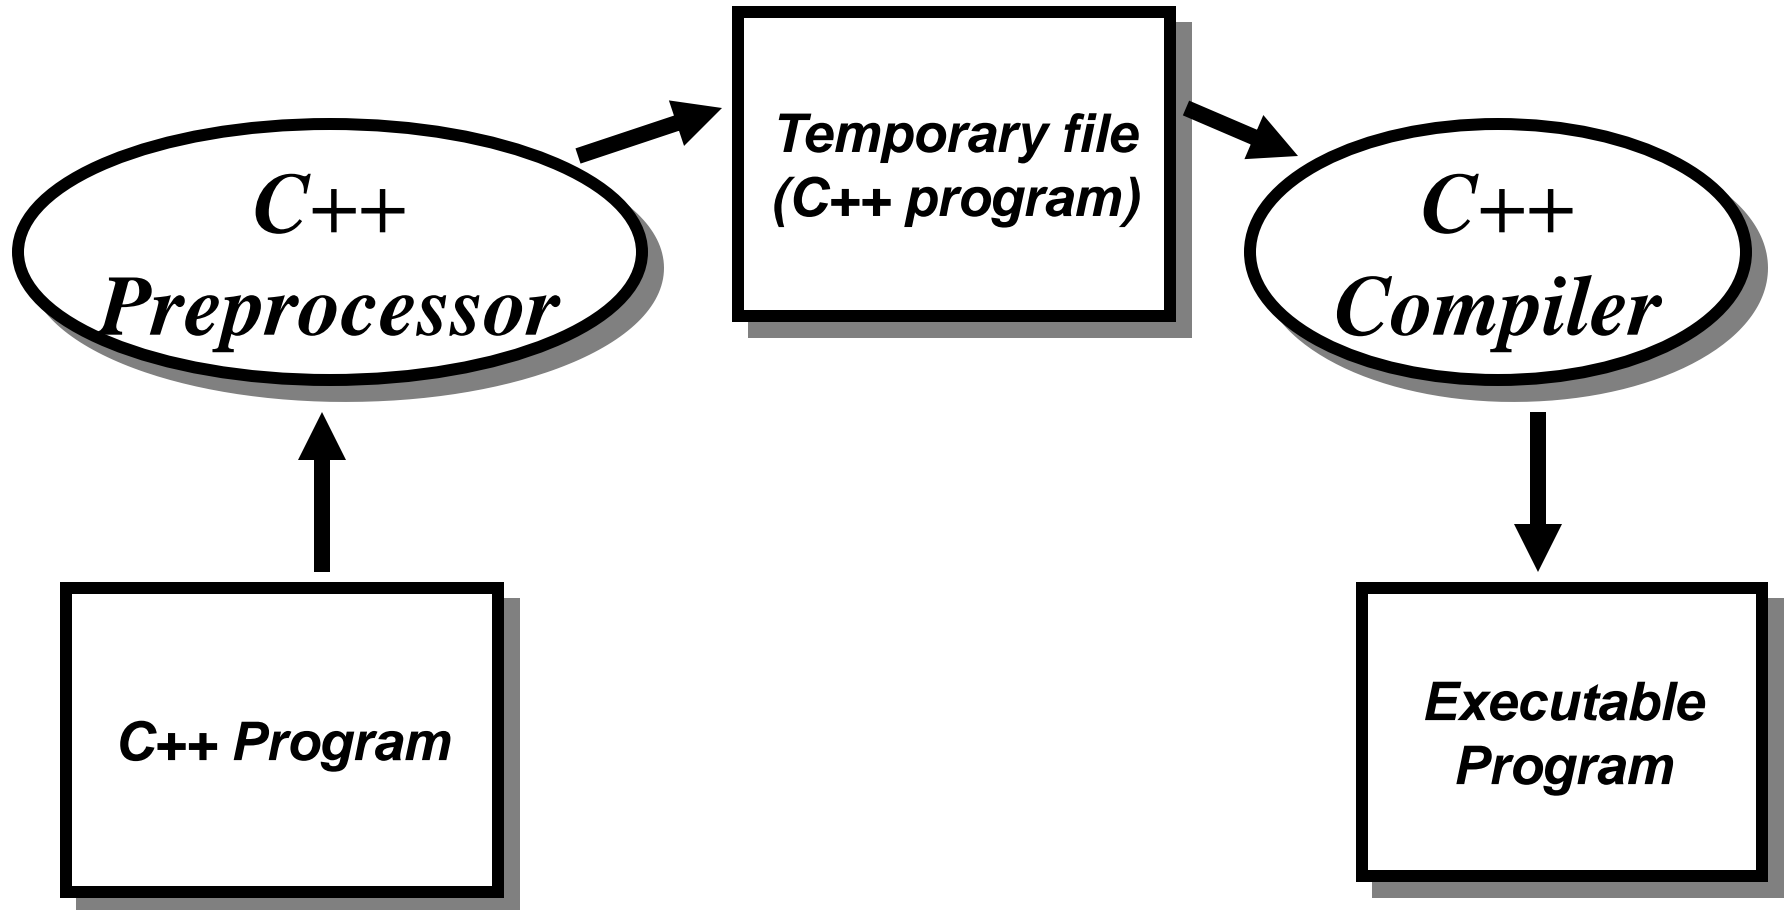 C++
Preprocessor
Temporary file
(C++ program)
C++
Compiler
C++ Program
Executable
Program